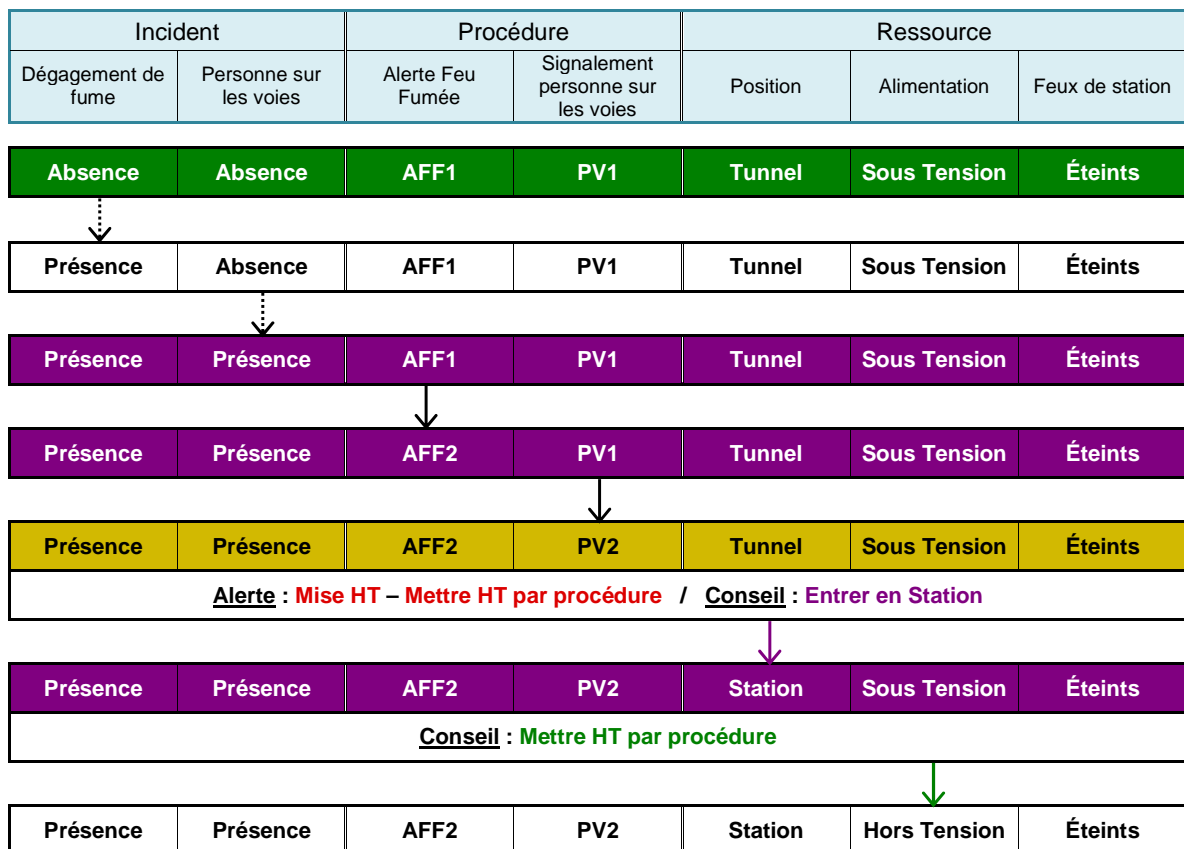 Incident Procédure Ressource
Dégagement de fume Personne sur les voies Alerte Feu Fumée Signalement personne sur les voies Position Alimentation Feux de station
Absence Absence AFF1 PV1 Tunnel Sous Tension Éteints
Présence Absence AFF1 PV1 Tunnel Sous Tension Éteints
Présence Présence AFF1 PV1 Tunnel Sous Tension Éteints
Présence Présence AFF2 PV1 Tunnel Sous Tension Éteints
Présence Présence AFF2 PV2 Tunnel Sous Tension Éteints
Alerte : Mise HT – Mettre HT par procédure / Conseil : Entrer en Station
Présence Présence AFF2 PV2 Station Sous Tension Éteints
Conseil : Mettre HT par procédure
Présence Présence AFF2 PV2 Station Hors Tension Éteints